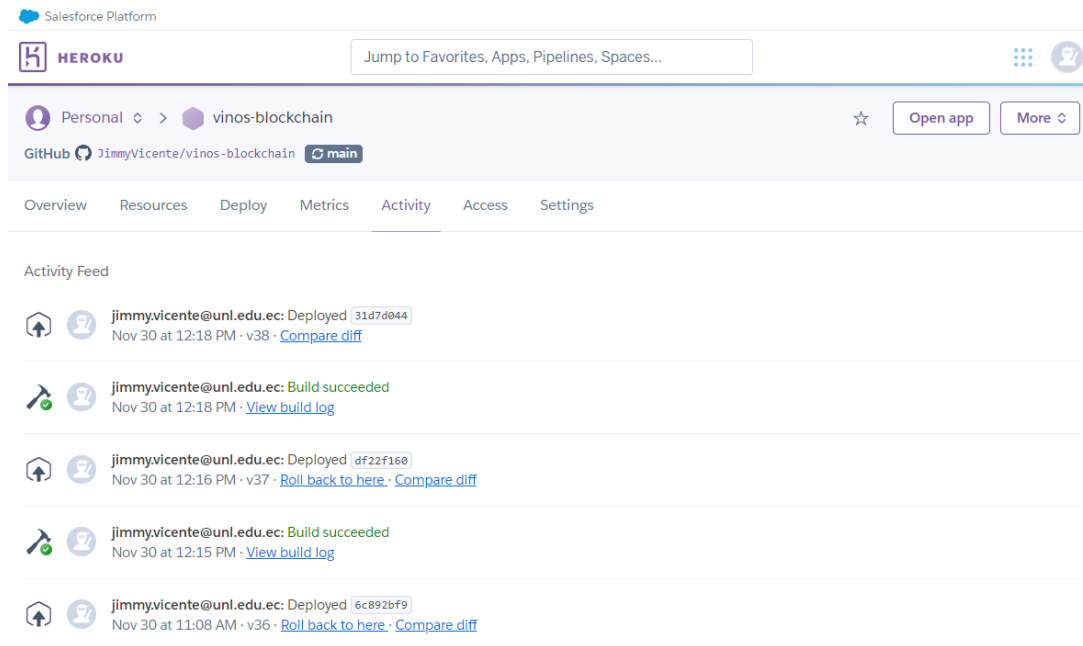 Salesforce Platform
HEROKU
Jump to Favorites, Apps, Pipelines, Spaces...
Personal > vinos-blockchain
Open app
More
GitHub JimmyVicente/vinos-blockchain main
Overview Resources Deploy Metrics Activity Access Settings
Activity Feed
jimmy.vicente@unl.edu.ec: Deployed 31d7d044
Nov 30 at 12:18 PM · v38 · Compare diff
jimmy.vicente@unl.edu.ec: Build succeeded
Nov 30 at 12:18 PM · View build log
jimmy.vicente@unl.edu.ec: Deployed df22f160
Nov 30 at 12:16 PM · v37 · Roll back to here · Compare diff
jimmy.vicente@unl.edu.ec: Build succeeded
Nov 30 at 12:15 PM · View build log
jimmy.vicente@unl.edu.ec: Deployed 6c892bf9
Nov 30 at 11:08 AM · v36 · Roll back to here · Compare diff